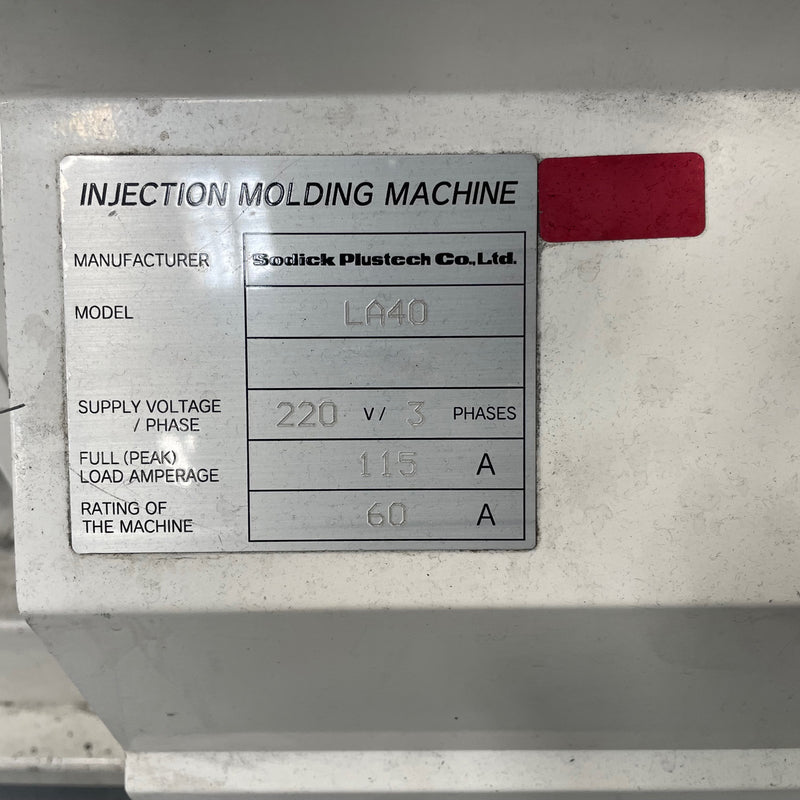 INJECTION MOLDING MACHINE
MANUFACTURER Sodick Plustech Co.,Ltd.
MODEL LA40
SUPPLY VOLTAGE / PHASE 220 V/ 3 PHASES
FULL (PEAK) LOAD AMPERAGE 115 A
RATING OF THE MACHINE 60 A